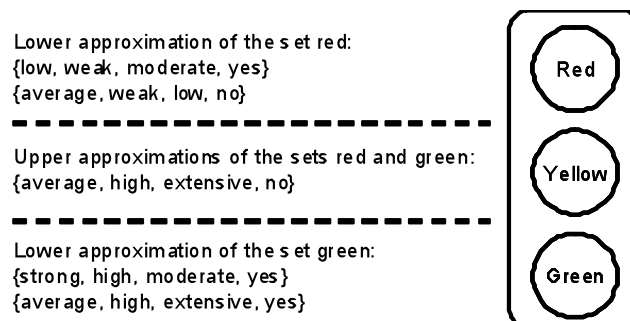 Lower approximation of the set red:
{low, weak, moderate, yes}
{average, weak, low, no}
Red
Upper approximations of the sets red and green:
{average, high, extensive, no}
Yellow
Lower approximation of the set green:
{strong, high, moderate, yes}
{average, high, extensive, yes}
Green